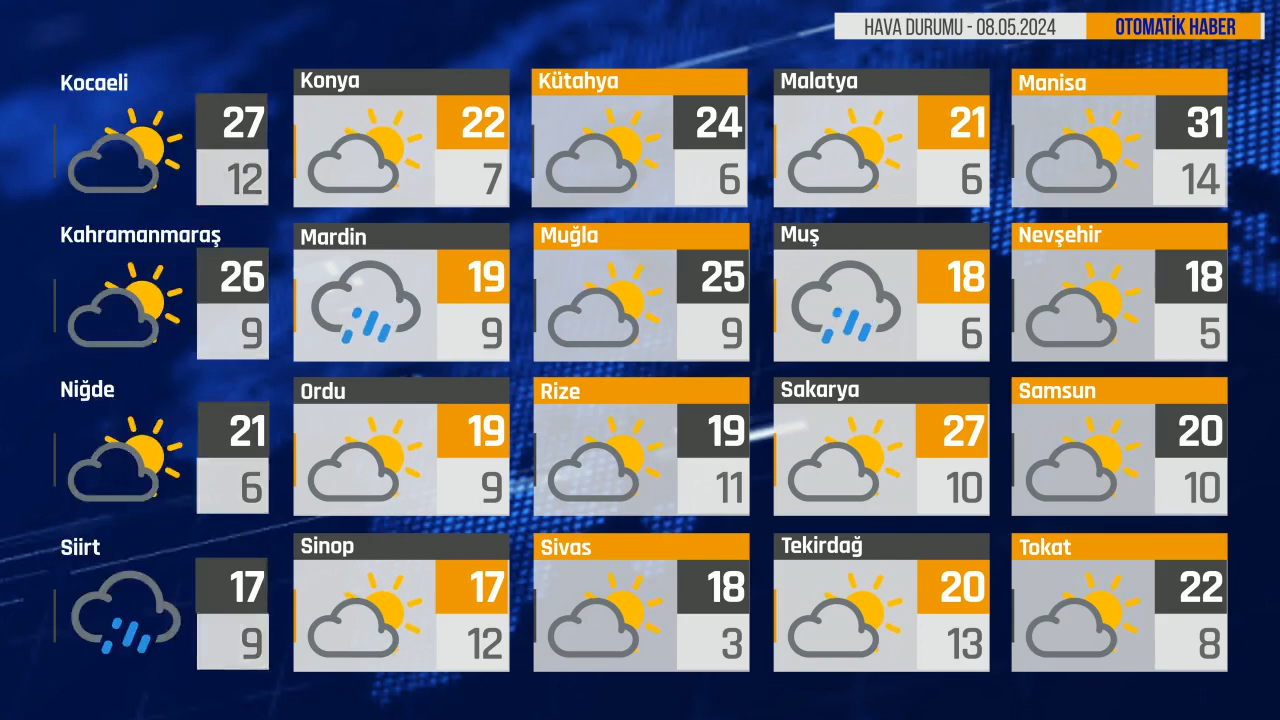 HAVA DURUMU - 08.05.2024 OTOMATİK HABER
Kocaeli
27
12
Konya
22
7
Kütahya
24
6
Malatya
21
6
Manisa
31
14
Kahramanmaraş
26
9
Mardin
19
9
Muğla
25
9
Muş
18
6
Nevşehir
18
5
Niğde
21
6
Ordu
19
9
Rize
19
11
Sakarya
27
10
Samsun
20
10
Siirt
17
9
Sinop
17
12
Sivas
18
3
Tekirdağ
20
13
Tokat
22
8